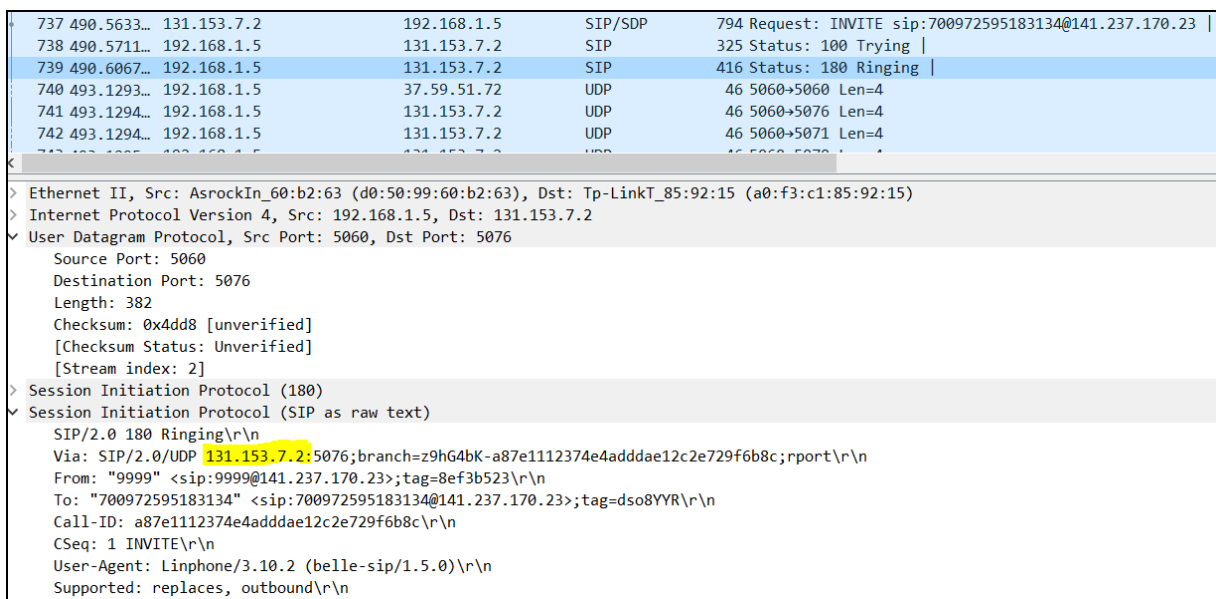 737 490.5633… 131.153.7.2 192.168.1.5 SIP/SDP 794 Request: INVITE sip:700972595183134@141.237.170.23 |
738 490.5711… 192.168.1.5 131.153.7.2 SIP 325 Status: 100 Trying |
739 490.6067… 192.168.1.5 131.153.7.2 SIP 416 Status: 180 Ringing |
740 493.1293… 192.168.1.5 37.59.51.72 UDP 46 5060→5060 Len=4
741 493.1294… 192.168.1.5 131.153.7.2 UDP 46 5060→5076 Len=4
742 493.1294… 192.168.1.5 131.153.7.2 UDP 46 5060→5071 Len=4
Ethernet II, Src: AsrockIn_60:b2:63 (d0:50:99:60:b2:63), Dst: Tp-LinkT_85:92:15 (a0:f3:c1:85:92:15)
Internet Protocol Version 4, Src: 192.168.1.5, Dst: 131.153.7.2
User Datagram Protocol, Src Port: 5060, Dst Port: 5076
Source Port: 5060
Destination Port: 5076
Length: 382
Checksum: 0x4dd8 [unverified]
[Checksum Status: Unverified]
[Stream index: 2]
Session Initiation Protocol (180)
Session Initiation Protocol (SIP as raw text)
SIP/2.0 180 Ringing\r\n
Via: SIP/2.0/UDP 131.153.7.2:5076;branch=z9hG4bK-a87e1112374e4adddae12c2e729f6b8c;rport\r\n
From: "9999" <sip:9999@141.237.170.23>;tag=8ef3b523\r\n
To: "700972595183134" <sip:700972595183134@141.237.170.23>;tag=dso8YYR\r\n
Call-ID: a87e1112374e4adddae12c2e729f6b8c\r\n
CSeq: 1 INVITE\r\n
User-Agent: Linphone/3.10.2 (belle-sip/1.5.0)\r\n
Supported: replaces, outbound\r\n